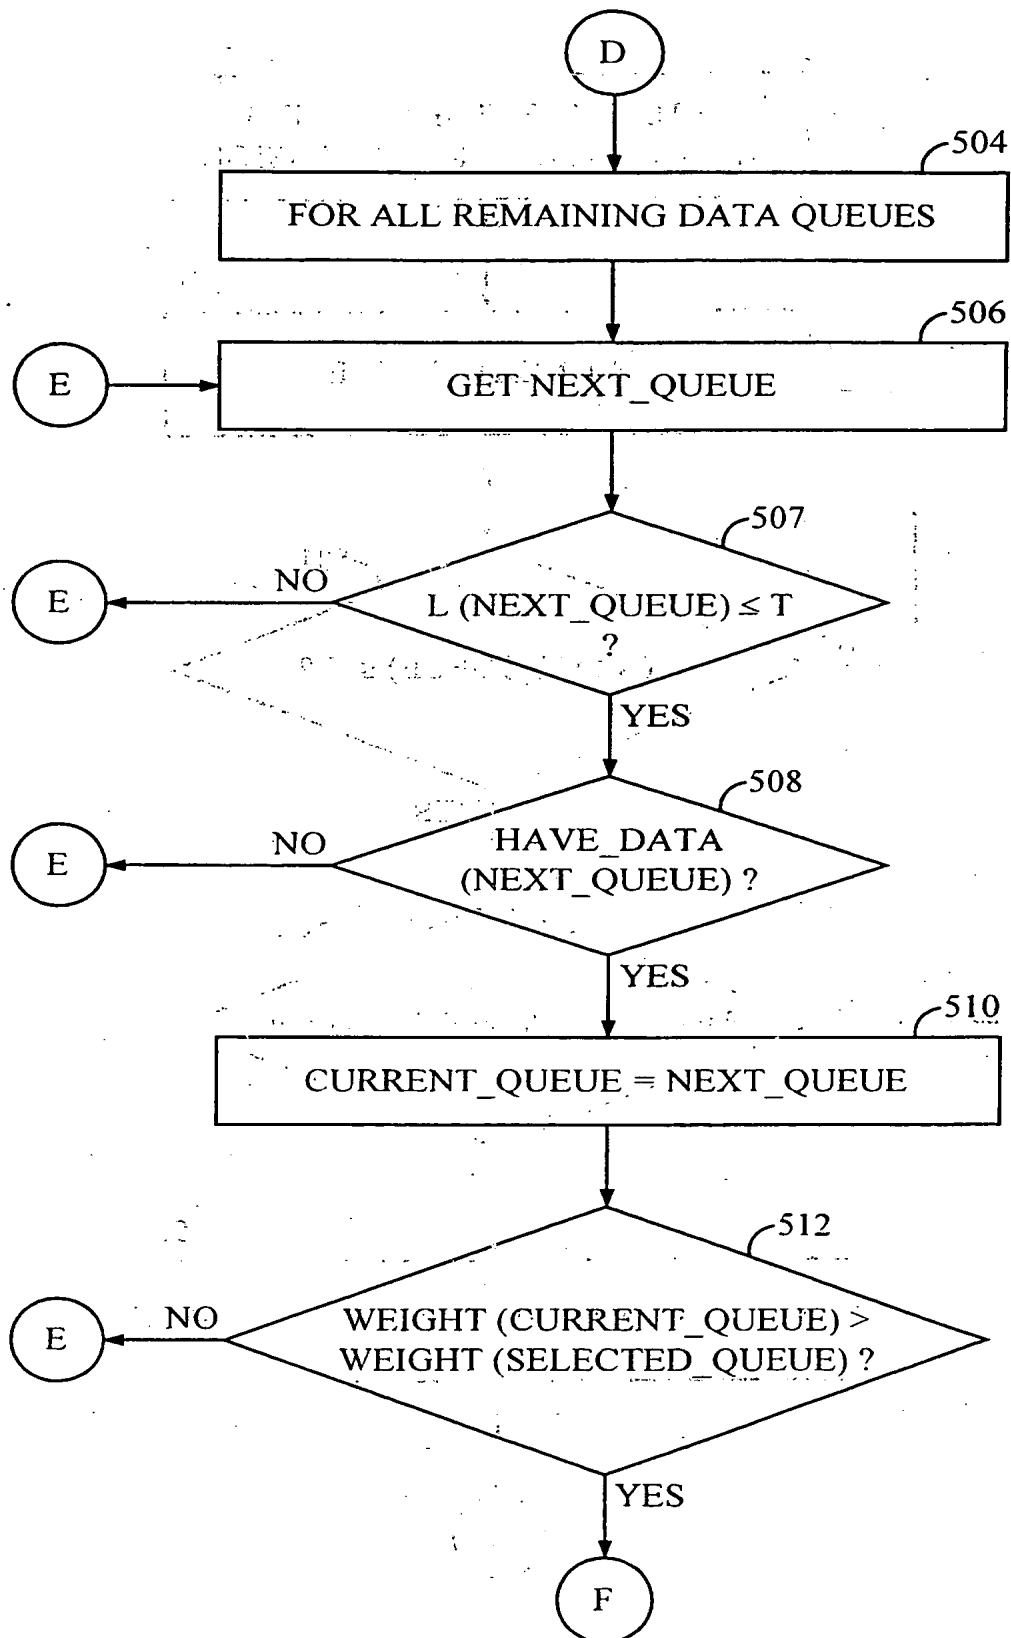 D
504
FOR ALL REMAINING DATA QUEUES
506
E
GET NEXT_QUEUE
507
NO
E
L (NEXT_QUEUE) ≤ T
?
YES
508
NO
E
HAVE_DATA
(NEXT_QUEUE) ?
YES
510
CURRENT_QUEUE = NEXT_QUEUE
512
NO
E
WEIGHT (CURRENT_QUEUE) >
WEIGHT (SELECTED_QUEUE) ?
YES
F